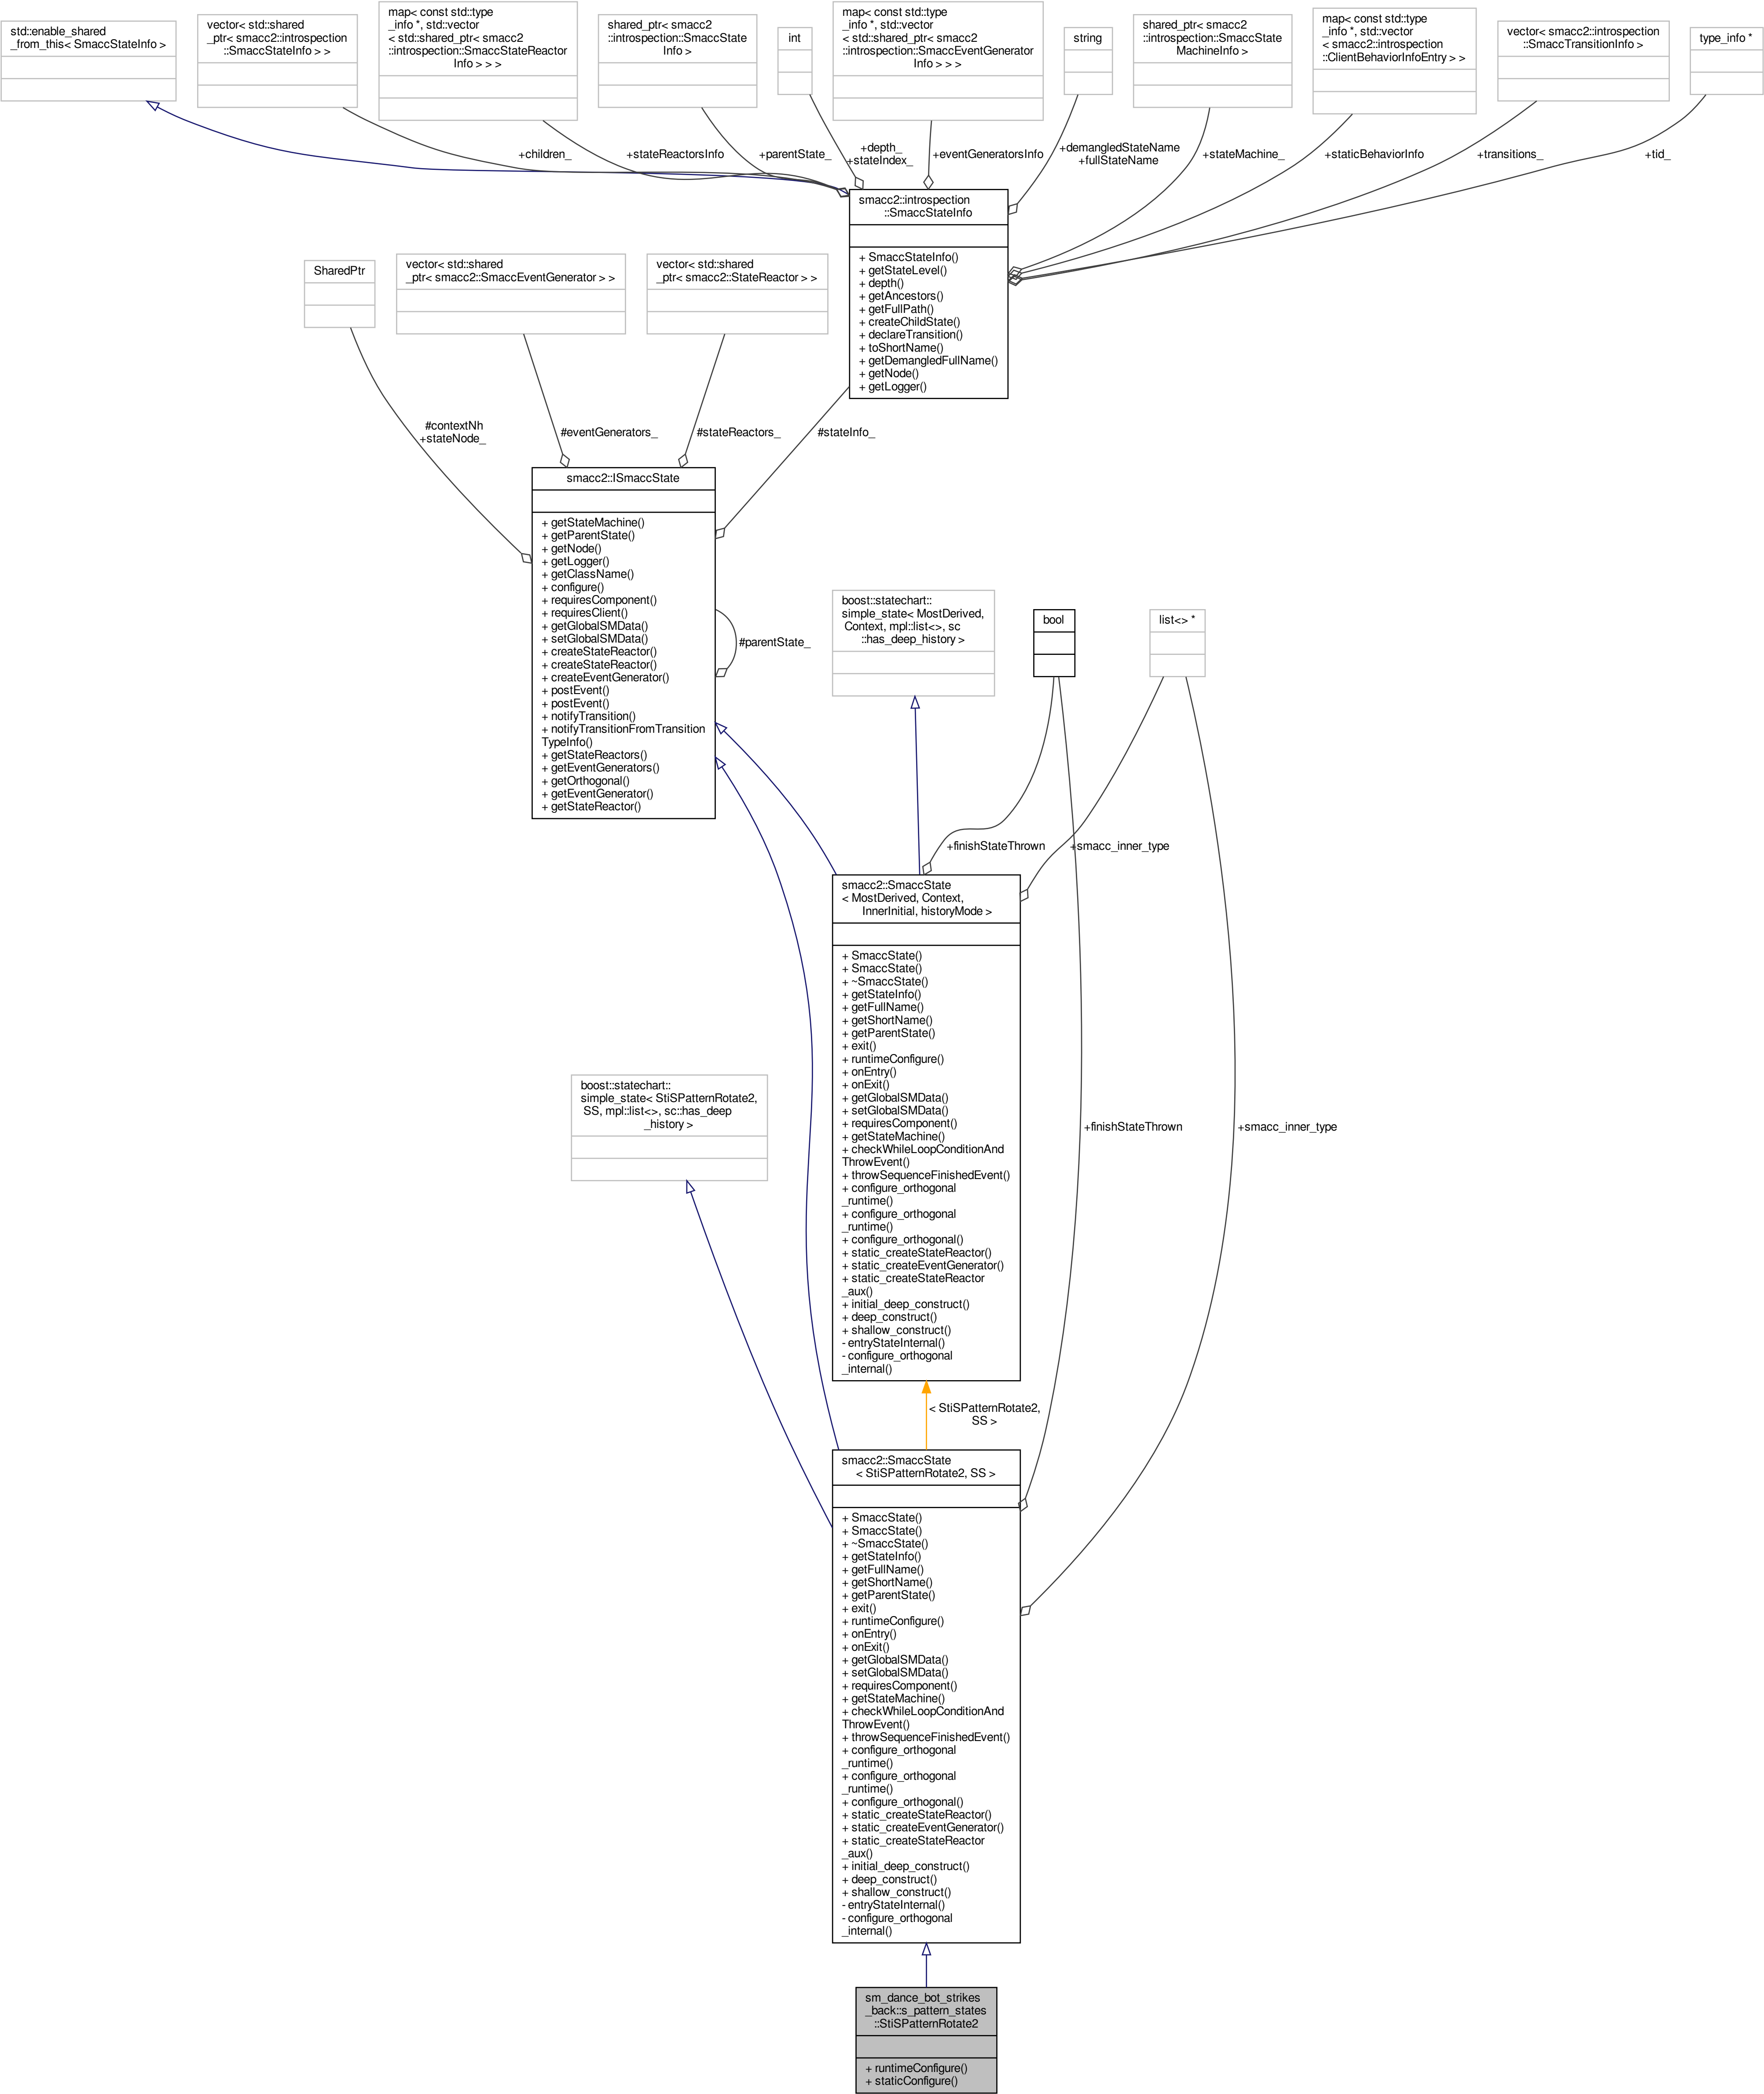 std::enable_shared
_from_this< SmaccStateInfo >
vector< std::shared
_ptr< smacc2::introspection
::SmaccStateInfo > >
map< const std::type
_info *, std::vector
< std::shared_ptr< smacc2
::introspection::SmaccStateReactor
Info > > >
shared_ptr< smacc2
::introspection::SmaccState
Info >
int
map< const std::type
_info *, std::vector
< std::shared_ptr< smacc2
::introspection::SmaccEventGenerator
Info > > >
string
shared_ptr< smacc2
::introspection::SmaccState
MachineInfo >
map< const std::type
_info *, std::vector
< smacc2::introspection
::ClientBehaviorInfoEntry > >
vector< smacc2::introspection
::SmaccTransitionInfo >
type_info *
+children_
+stateReactorsInfo
+parentState_
+depth_
+stateIndex_
+eventGeneratorsInfo
+demangledStateName
+fullStateName
+stateMachine_
+staticBehaviorInfo
+transitions_
+tid_
smacc2::introspection
::SmaccStateInfo
+ SmaccStateInfo()
+ getStateLevel()
+ depth()
+ getAncestors()
+ getFullPath()
+ createChildState()
+ declareTransition()
+ toShortName()
+ getDemangledFullName()
+ getNode()
+ getLogger()
SharedPtr
vector< std::shared
_ptr< smacc2::SmaccEventGenerator > >
vector< std::shared
_ptr< smacc2::StateReactor > >
#contextNh
+stateNode_
#eventGenerators_
#stateReactors_
#stateInfo_
smacc2::ISmaccState
+ getStateMachine()
+ getParentState()
+ getNode()
+ getLogger()
+ getClassName()
+ configure()
+ requiresComponent()
+ requiresClient()
+ getGlobalSMData()
+ setGlobalSMData()
+ createStateReactor()
+ createStateReactor()
+ createEventGenerator()
+ postEvent()
+ postEvent()
+ notifyTransition()
+ notifyTransitionFromTransition
TypeInfo()
+ getStateReactors()
+ getEventGenerators()
+ getOrthogonal()
+ getEventGenerator()
+ getStateReactor()
#parentState_
boost::statechart::
simple_state< MostDerived,
Context, mpl::list<>, sc
::has_deep_history >
bool
list<> *
+finishStateThrown
+smacc_inner_type
smacc2::SmaccState
< MostDerived, Context,
InnerInitial, historyMode >
+ SmaccState()
+ SmaccState()
+ ~SmaccState()
+ getStateInfo()
+ getFullName()
+ getShortName()
+ getParentState()
+ exit()
+ runtimeConfigure()
+ onEntry()
+ onExit()
+ getGlobalSMData()
+ setGlobalSMData()
+ requiresComponent()
+ getStateMachine()
+ checkWhileLoopConditionAnd
ThrowEvent()
+ throwSequenceFinishedEvent()
+ configure_orthogonal
_runtime()
+ configure_orthogonal
_runtime()
+ configure_orthogonal()
+ static_createStateReactor()
+ static_createEventGenerator()
+ static_createStateReactor
_aux()
+ initial_deep_construct()
+ deep_construct()
+ shallow_construct()
- entryStateInternal()
- configure_orthogonal
_internal()
boost::statechart::
simple_state< StiSPatternRotate2,
SS, mpl::list<>, sc::has_deep
_history >
+finishStateThrown
+smacc_inner_type
< StiSPatternRotate2,
SS >
smacc2::SmaccState
< StiSPatternRotate2, SS >
+ SmaccState()
+ SmaccState()
+ ~SmaccState()
+ getStateInfo()
+ getFullName()
+ getShortName()
+ getParentState()
+ exit()
+ runtimeConfigure()
+ onEntry()
+ onExit()
+ getGlobalSMData()
+ setGlobalSMData()
+ requiresComponent()
+ getStateMachine()
+ checkWhileLoopConditionAnd
ThrowEvent()
+ throwSequenceFinishedEvent()
+ configure_orthogonal
_runtime()
+ configure_orthogonal
_runtime()
+ configure_orthogonal()
+ static_createStateReactor()
+ static_createEventGenerator()
+ static_createStateReactor
_aux()
+ initial_deep_construct()
+ deep_construct()
+ shallow_construct()
- entryStateInternal()
- configure_orthogonal
_internal()
sm_dance_bot_strikes
_back::s_pattern_states
::StiSPatternRotate2
+ runtimeConfigure()
+ staticConfigure()